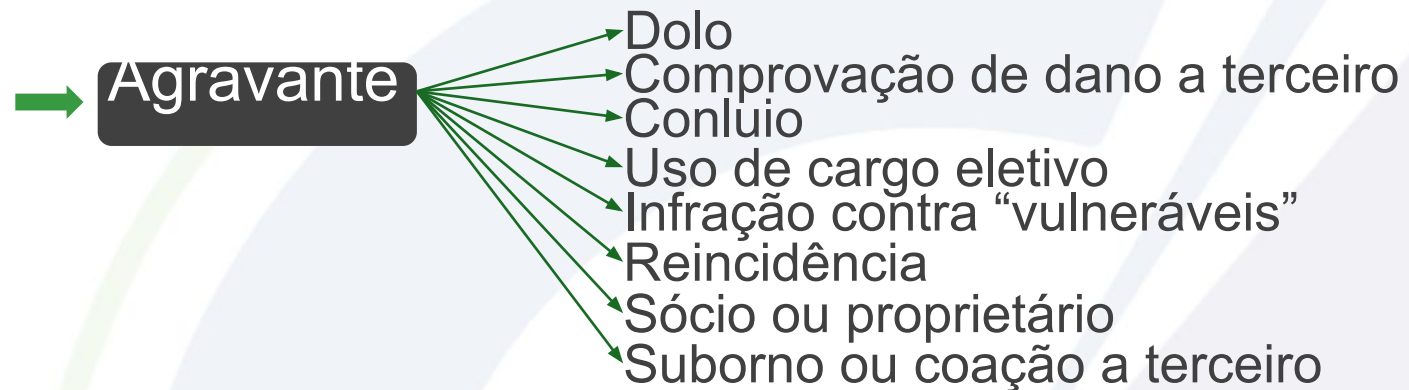 Agravante
Dolo
Comprovação de dano a terceiro
Conluio
Uso de cargo eletivo
Infração contra “vulneráveis”
Reincidência
Sócio ou proprietário
Suborno ou coação a terceiro